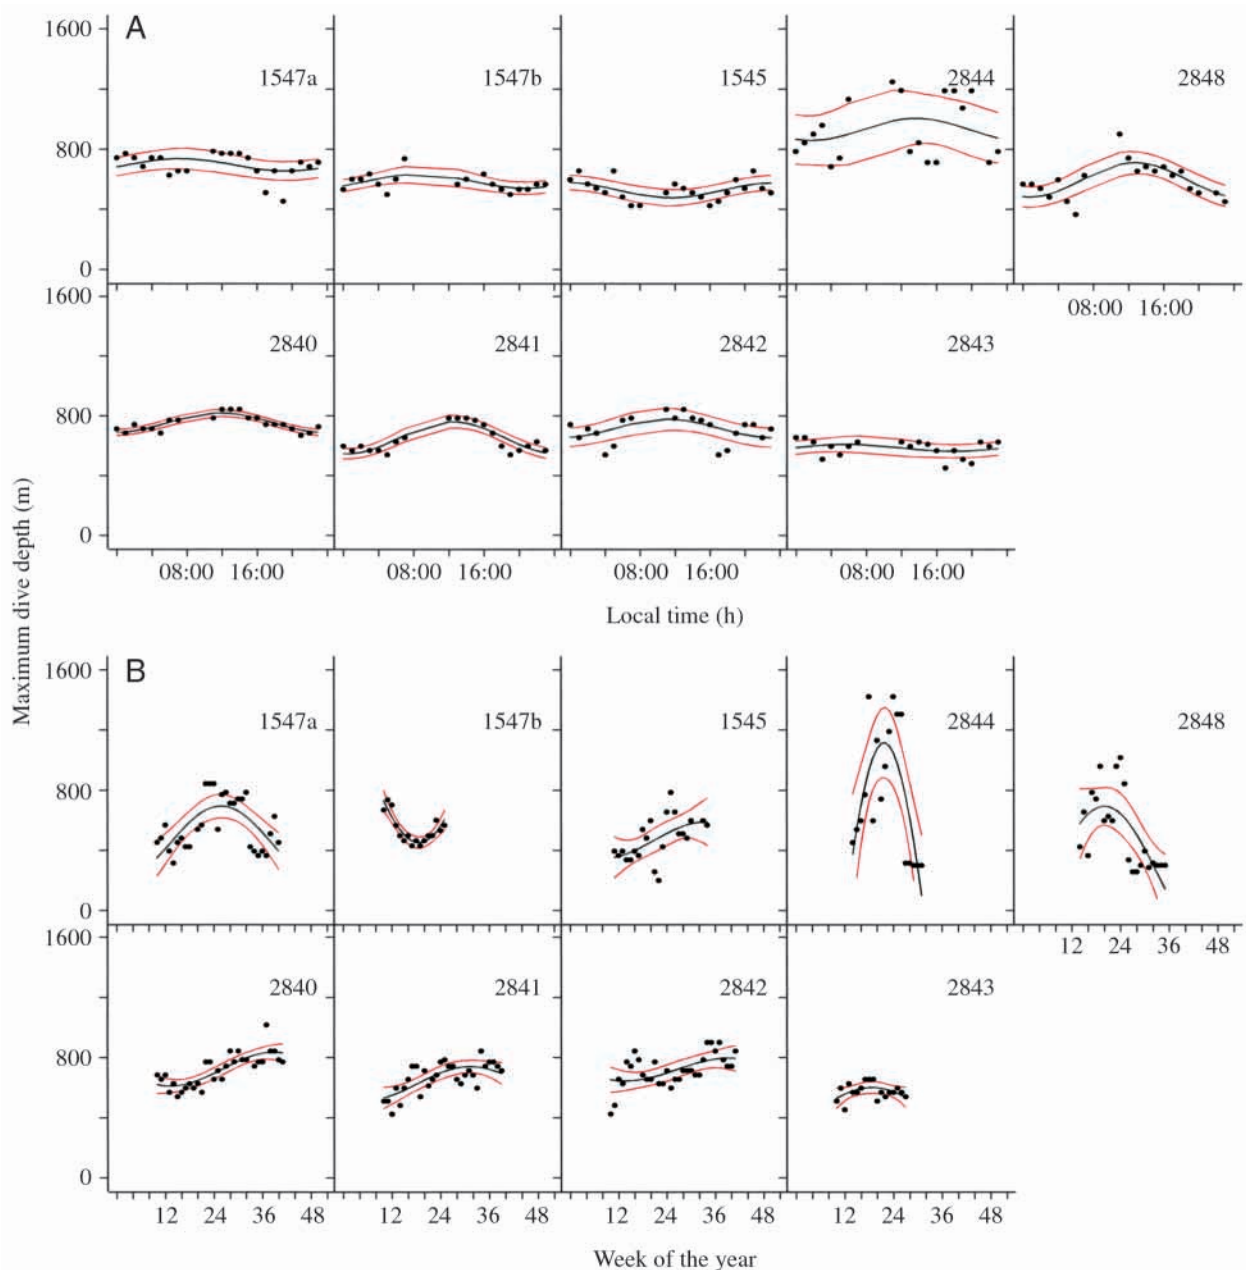 A
1600
1547a
1547b
1545
2844
2848
800
0
08:00 16:00
1600
2840
2841
2842
2843
800
0
08:00 16:00
08:00 16:00
08:00 16:00
08:00 16:00
Local time (h)
Maximum dive depth (m)
B
1600
1547a
1547b
1545
2844
2848
800
0
12 24 36 48
1600
2840
2841
2842
2843
800
0
12 24 36 48
12 24 36 48
12 24 36 48
12 24 36 48
Week of the year